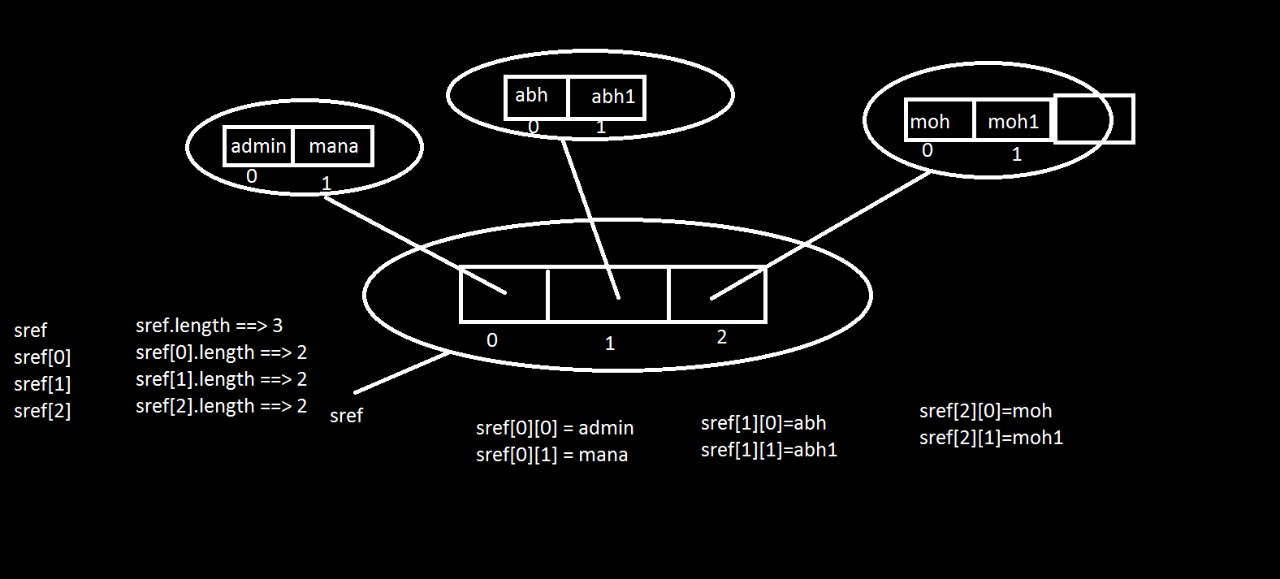 abh abh1
0 1
admin mana
0 1
moh moh1
0 1
0 1 2
sref
sref[0]
sref[1]
sref[2]
sref.length ==> 3
sref[0].length ==> 2
sref[1].length ==> 2
sref[2].length ==> 2
sref
sref[0][0] = admin
sref[0][1] = mana
sref[1][0]=abh
sref[1][1]=abh1
sref[2][0]=moh
sref[2][1]=moh1